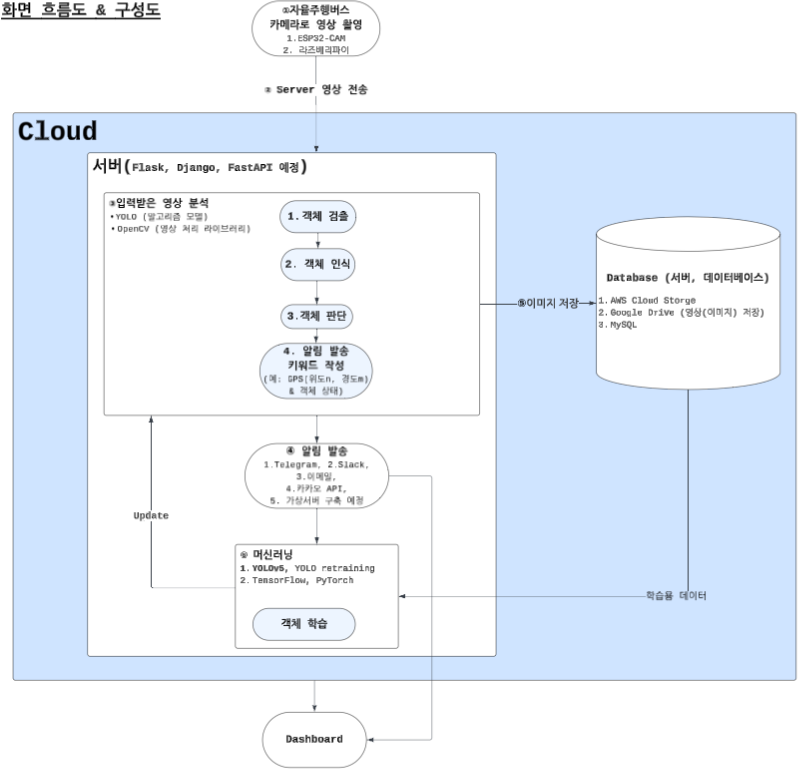 화면 흐름도 & 구성도
①자율주행버스
카메라로 영상 촬영
1.ESP32-CAM
2. 라즈베리파이
② Server 영상 전송
Cloud
서버(Flask, Django, FastAPI 예정)
③입력받은 영상 분석
•YOLO (알고리즘 모델)
•OpenCV (영상 처리 라이브러리)
1.객체 검출
2. 객체 인식
3.객체 판단
4. 알림 발송
키워드 작성
(예: GPS(위도n, 경도m)
& 객체 상태)
⑤이미지 저장
Database (서버, 데이터베이스)
1.AWS Cloud Storge
2.Google Drive (영상(이미지) 저장)
3.MySQL
④ 알림 발송
1.Telegram, 2.Slack,
3.이메일,
4.카카오 API,
5. 가상서버 구축 예정
Update
⑥ 머신러닝
1.YOLOv5, YOLO retraining
2.TensorFlow, PyTorch
객체 학습
학습용 데이터
Dashboard